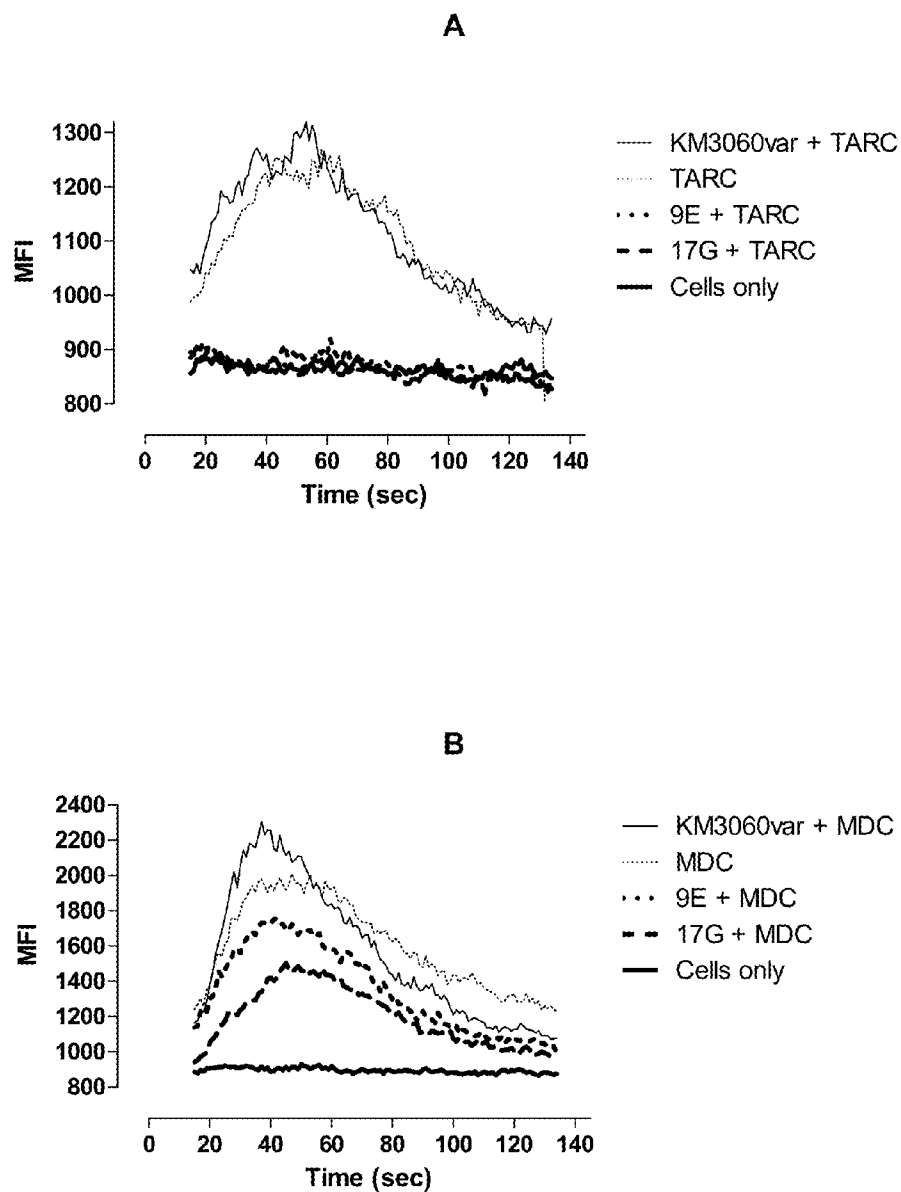 A
1300
1200
1100
1000
900
800
MFI
0 20 40 60 80 100 120 140
Time (sec)
KM3060var + TARC
TARC
9E + TARC
17G + TARC
Cells only
B
2400
2200
2000
1800
1600
1400
1200
1000
800
MFI
0 20 40 60 80 100 120 140
Time (sec)
KM3060var + MDC
MDC
9E + MDC
17G + MDC
Cells only